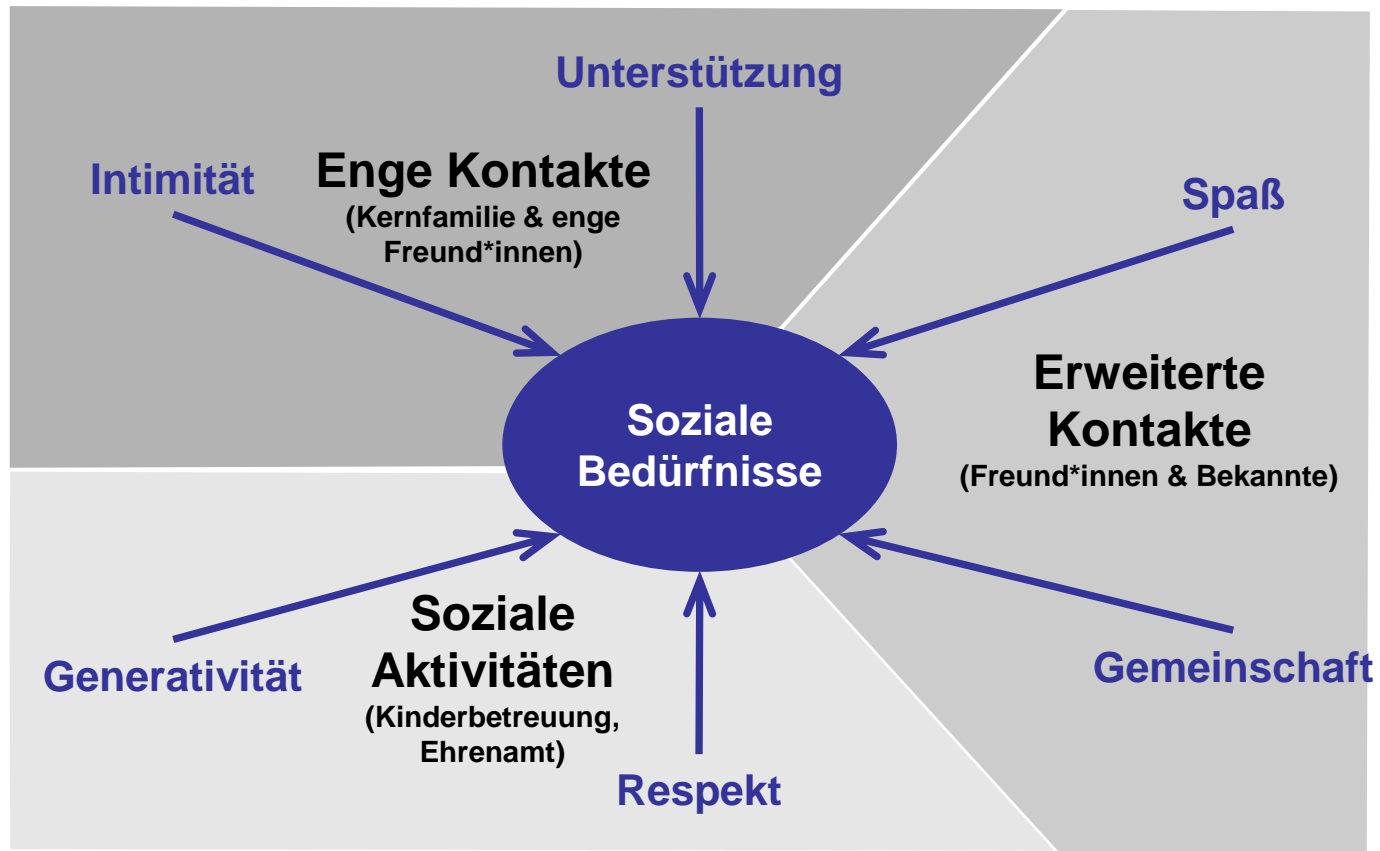 Unterstützung
Intimität
Enge Kontakte
(Kernfamilie & enge
Freund*innen)
Spaß
Erweiterte
Kontakte
(Freund*innen & Bekannte)
Soziale
Bedürfnisse
Generativität
Soziale
Aktivitäten
(Kinderbetreuung,
Ehrenamt)
Gemeinschaft
Respekt